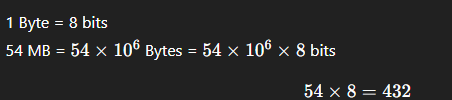 1 Byte = 8 bits
54 MB = 54 × 10⁶ Bytes = 54 × 10⁶ × 8 bits
54 × 8 = 432